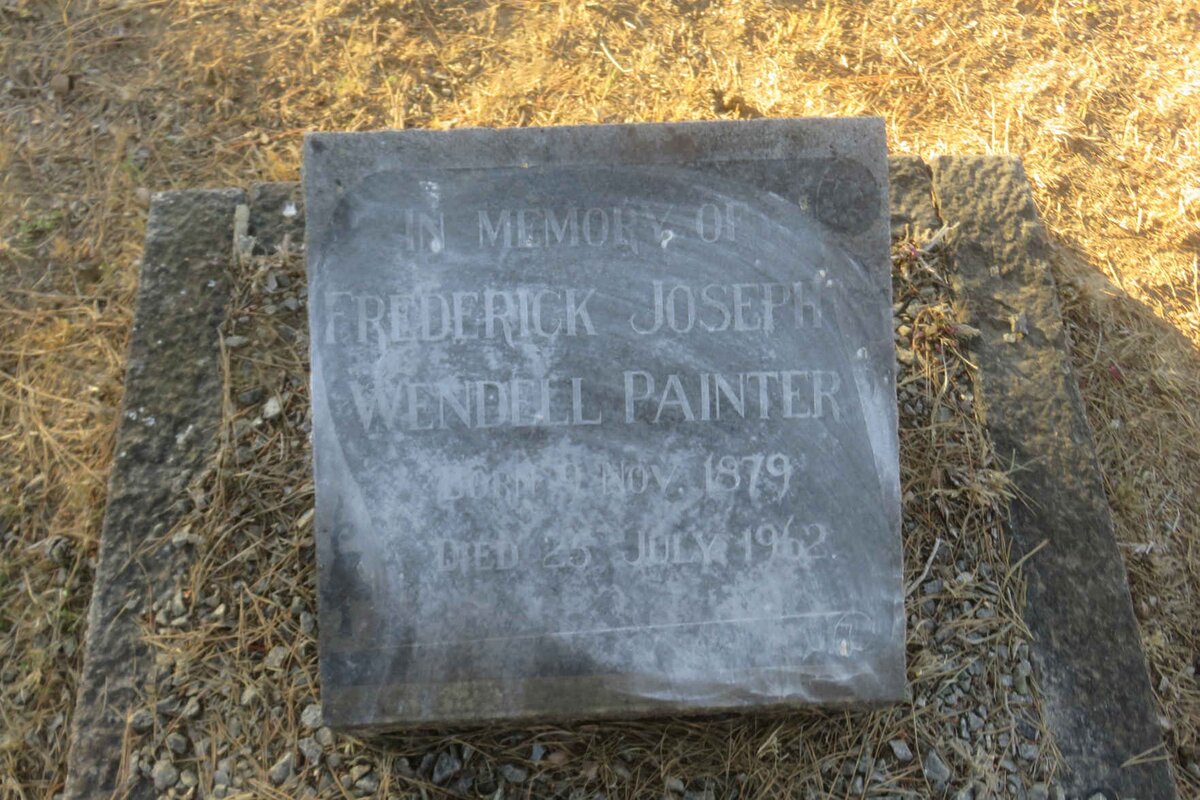 IN MEMORY OF
FREDERICK JOSEPH
WENDELL PAINTER
BORN 9 NOV. 1879
DIED 25 JULY 1962.